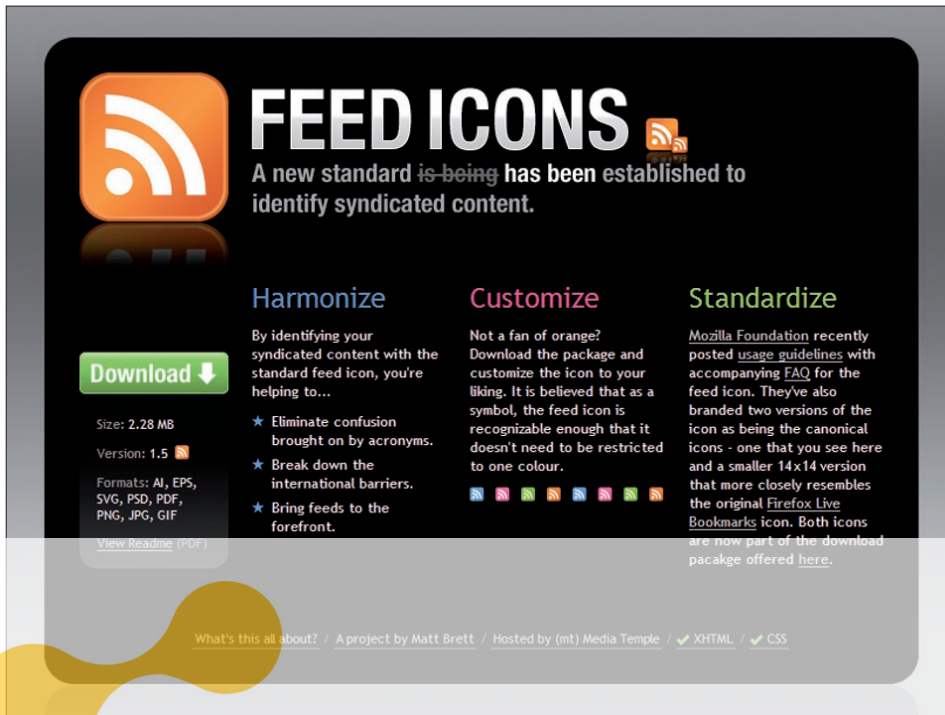 FEED ICONS
A new standard is being has been established to
identify syndicated content.
Download
Size: 2.28 MB
Version: 1.5
Formats: AI, EPS,
SVG, PSD, PDF,
PNG, JPG, GIF
View Readme (PDF)
Harmonize
By identifying your
syndicated content with the
standard feed icon, you're
helping to...
Eliminate confusion
brought on by acronyms.
Break down the
international barriers.
Bring feeds to the
forefront.
Customize
Not a fan of orange?
Download the package and
customize the icon to your
liking. It is believed that as a
symbol, the feed icon is
recognizable enough that it
doesn't need to be restricted
to one colour.
Standardize
Mozilla Foundation recently
posted usage guidelines with
accompanying FAQ for the
feed icon. They've also
branded two versions of the
icon as being the canonical
icons - one that you see here
and a smaller 14x14 version
that more closely resembles
the original Firefox Live
Bookmarks icon. Both icons
are now part of the download
pacakge offered here.
What's this all about? / A project by Matt Brett / Hosted by (mt) Media Temple / ✔ XHTML / ✔ CSS